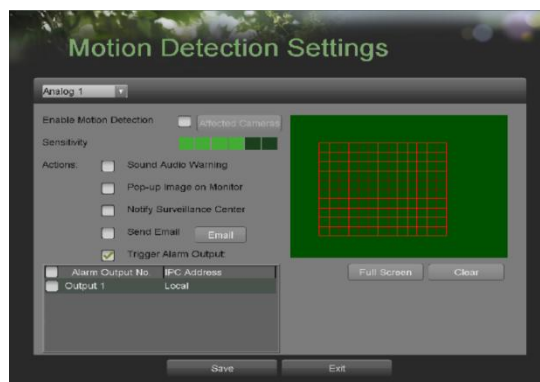 Motion Detection Settings
Analog 1
Enable Motion Detection Affected Cameras
Sensitivity
Actions: Sound Audio Warning
Pop-up Image on Monitor
Notify Surveillance Center
Send Email Email
Trigger Alarm Output:
Alarm Output No. IPC Address
Output 1 Local
Full Screen Clear
Save Exit